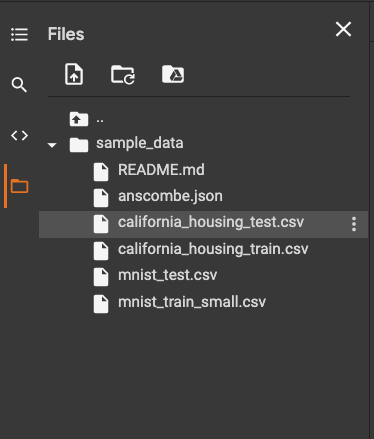 Files
..
sample_data
README.md
anscombe.json
california_housing_test.csv
california_housing_train.csv
mnist_test.csv
mnist_train_small.csv